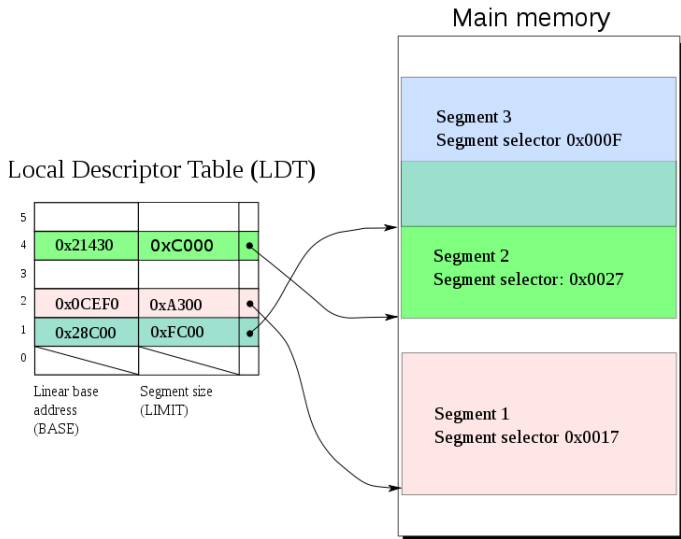 Main memory
Segment 3
Segment selector 0x000F
Local Descriptor Table (LDT)
5
4 0x21430 0xC000
3
2 0x0CEF0 0xA300
1 0x28C00 0xFC00
0
Linear base address (BASE)
Segment size (LIMIT)
Segment 2
Segment selector: 0x0027
Segment 1
Segment selector 0x0017